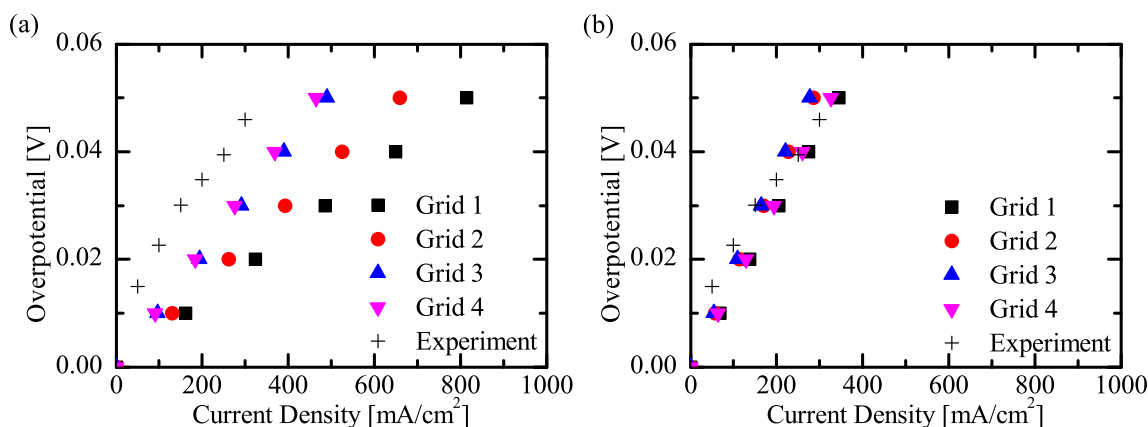 (a)
0.06
0.04
0.02
0.00
Overpotential [V]
0
200
400
600
800
1000
Current Density [mA/cm²]
Grid 1
Grid 2
Grid 3
Grid 4
Experiment
(b)
0.06
0.04
0.02
0.00
Overpotential [V]
0
200
400
600
800
1000
Current Density [mA/cm²]
Grid 1
Grid 2
Grid 3
Grid 4
Experiment